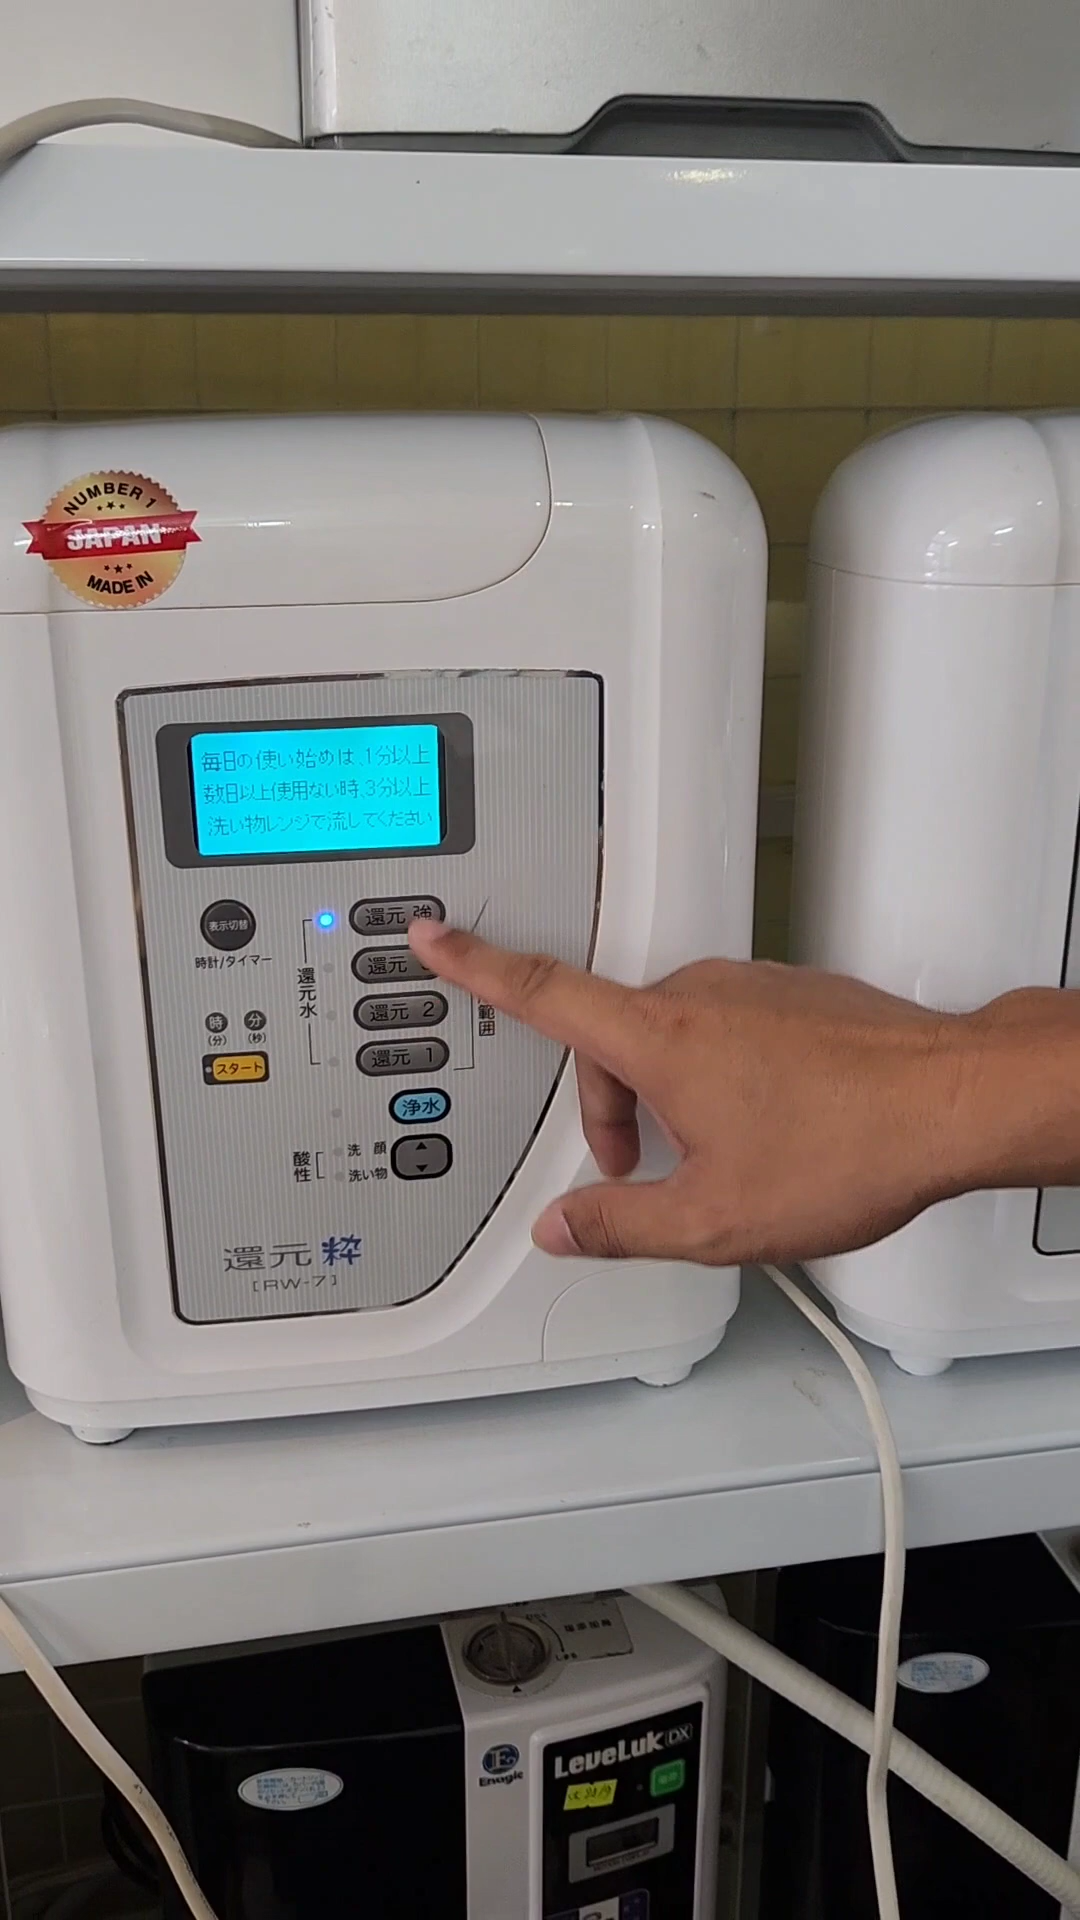 NUMBER 1
JAPAN
MADE IN
毎日の使い始めは、1分以上
数日以上使用ない時、3分以上
洗い物レンジで流してください
表示切替
時計/タイマー
還元 強
還元
還元 2
還元 1
還元水
範囲
時 分
(分) (秒)
スタート
浄水
酸性
洗顔
洗い物
還元 粋
[RW-7]
Enagic
LeveLuk DX